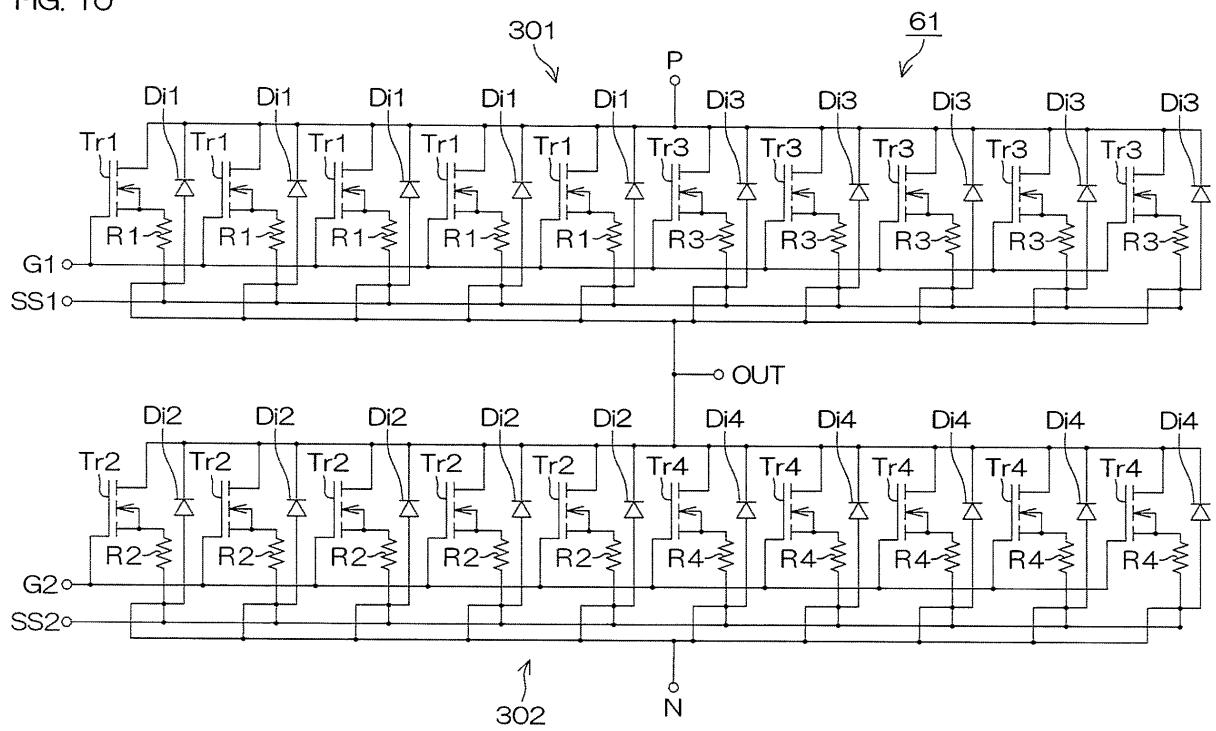 FIG. 10
301
61
P
Di1 Di1 Di1 Di1 Di1 Di3 Di3 Di3 Di3 Di3
Tr1 Tr1 Tr1 Tr1 Tr1 Tr3 Tr3 Tr3 Tr3 Tr3
R1 R1 R1 R1 R1 R3 R3 R3 R3 R3
G1
SS1
OUT
Di2 Di2 Di2 Di2 Di2 Di4 Di4 Di4 Di4 Di4
Tr2 Tr2 Tr2 Tr2 Tr2 Tr4 Tr4 Tr4 Tr4 Tr4
R2 R2 R2 R2 R2 R4 R4 R4 R4 R4
G2
SS2
302
N